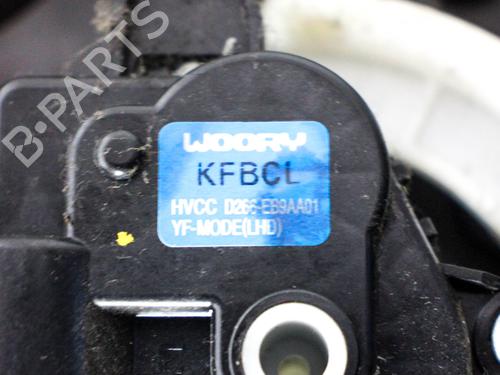 B-PARTS
WOORY
KFBCL
HVCC D266-EB9AA01
YF-MODE(LHD)